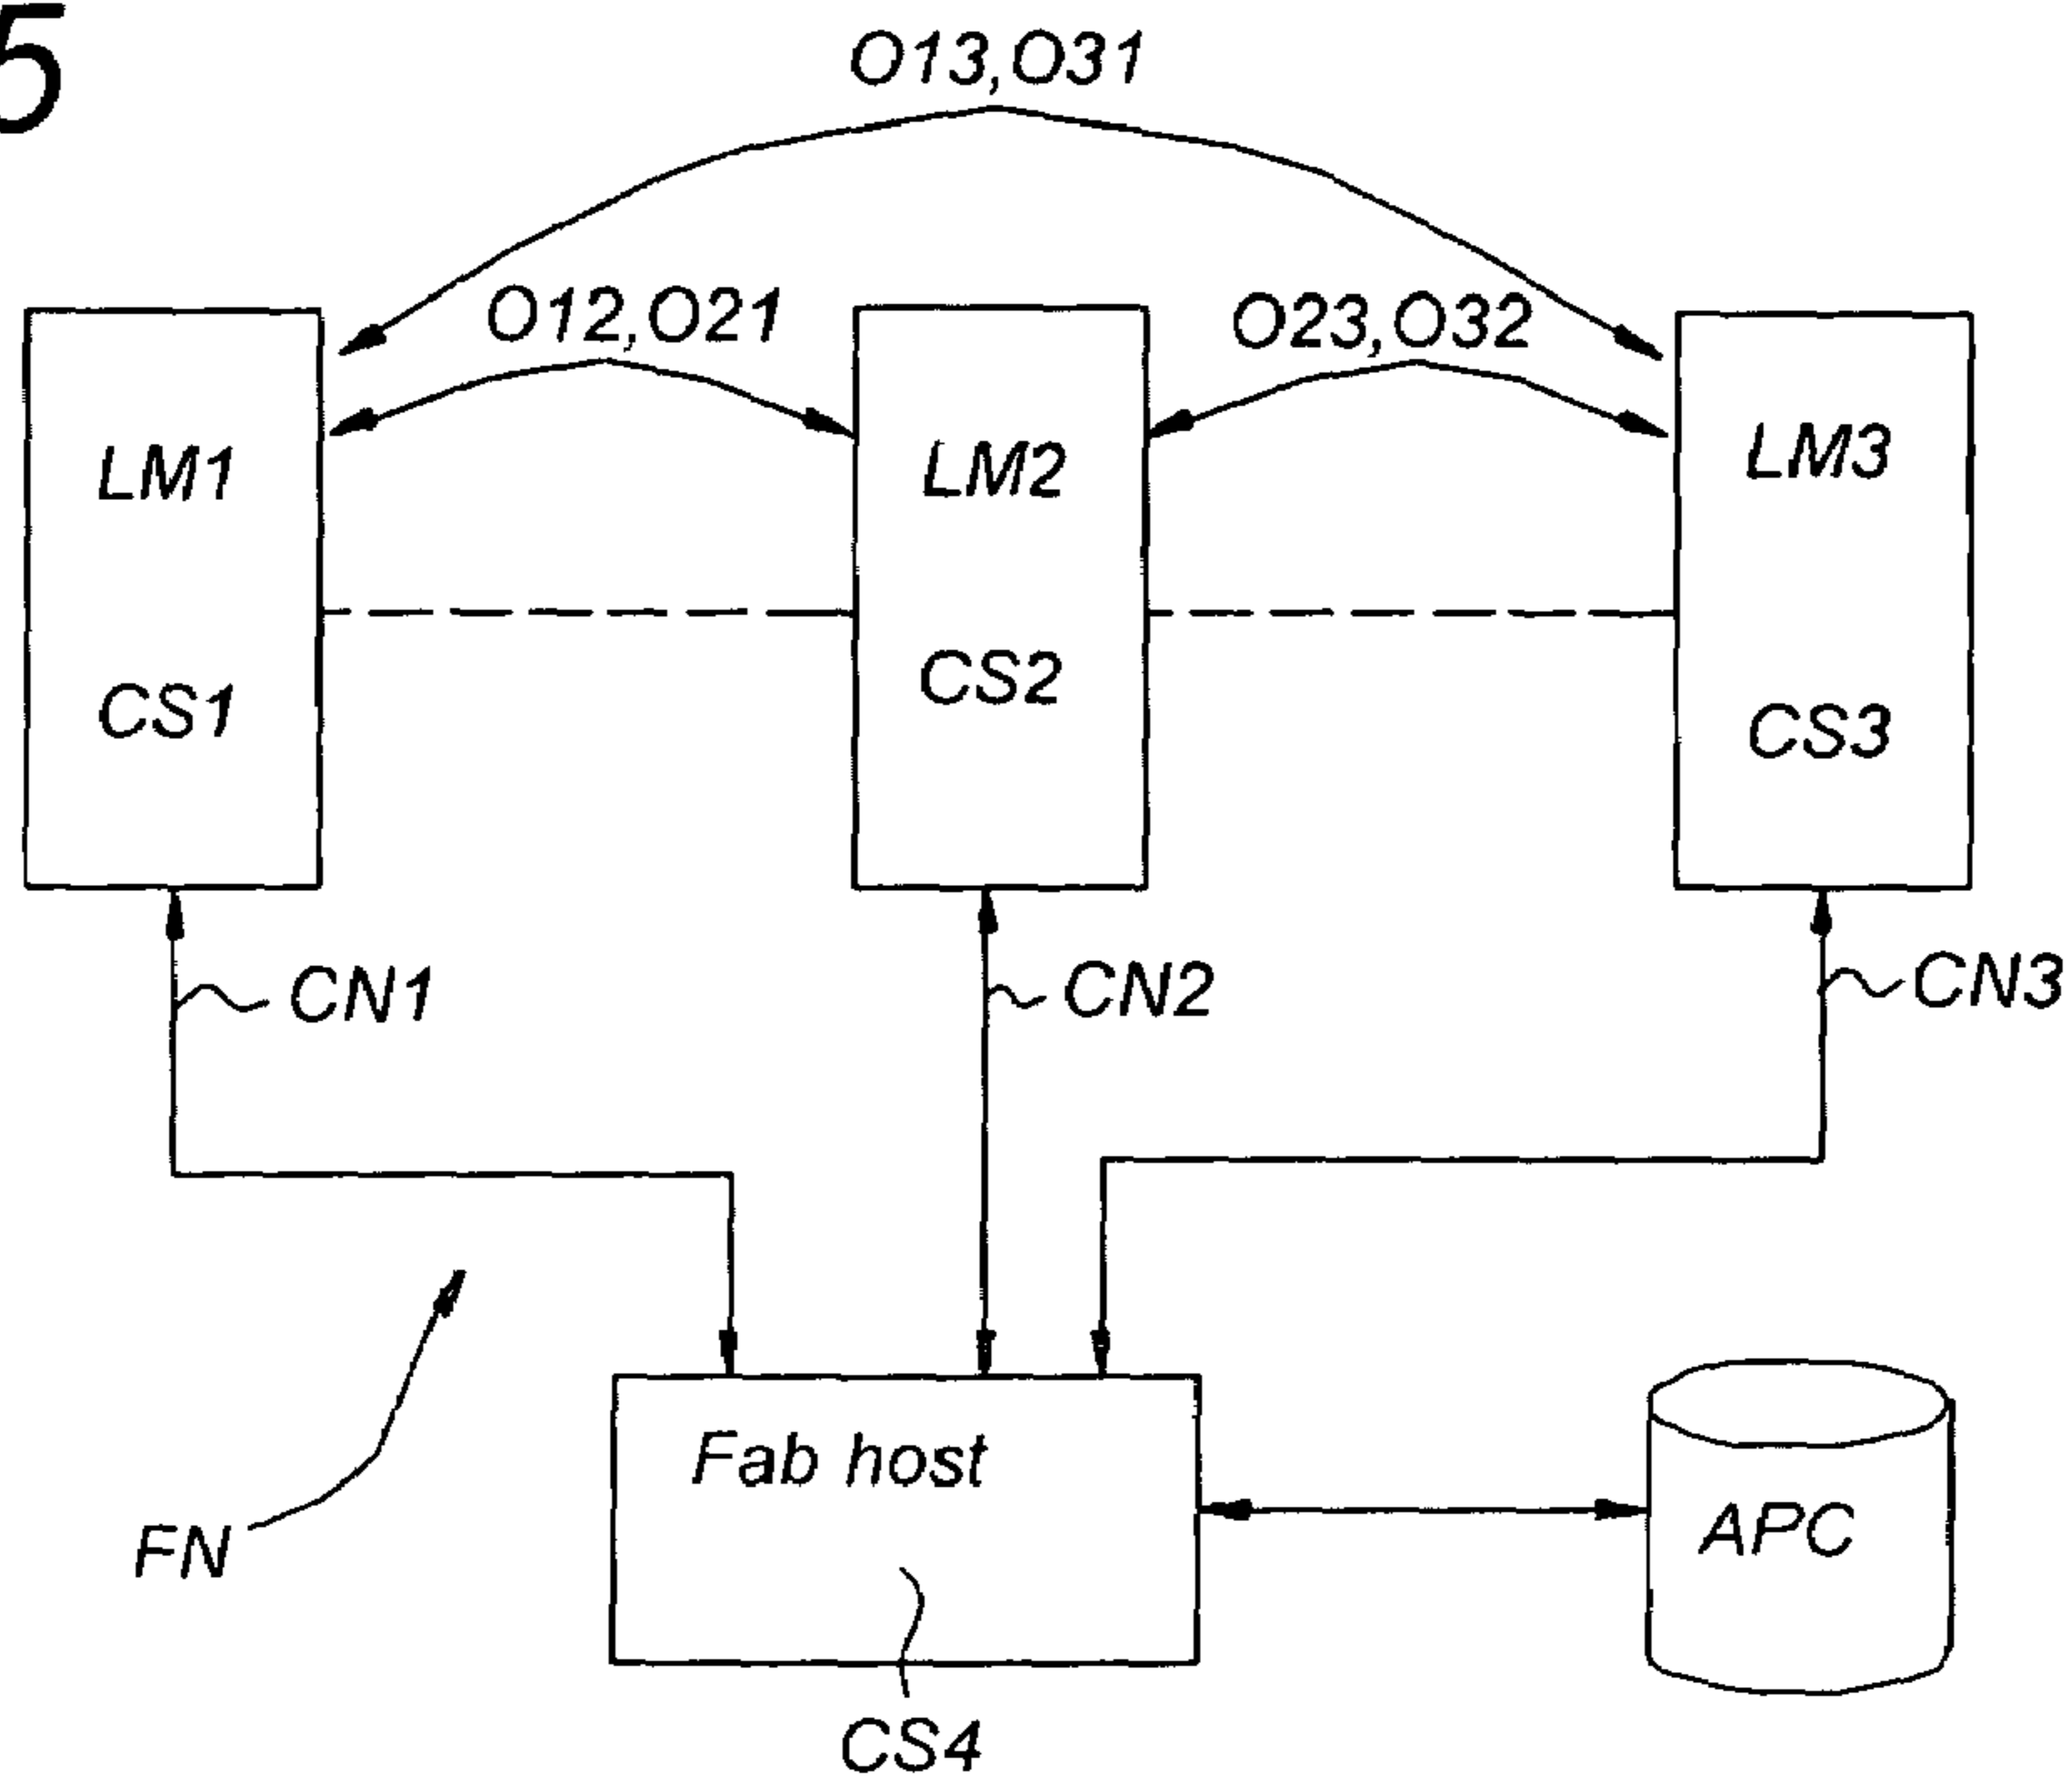 5
O13,O31
O12,O21
O23,O32
LM1
LM2
LM3
CS1
CS2
CS3
CN1
CN2
CN3
Fab host
APC
FN
CS4